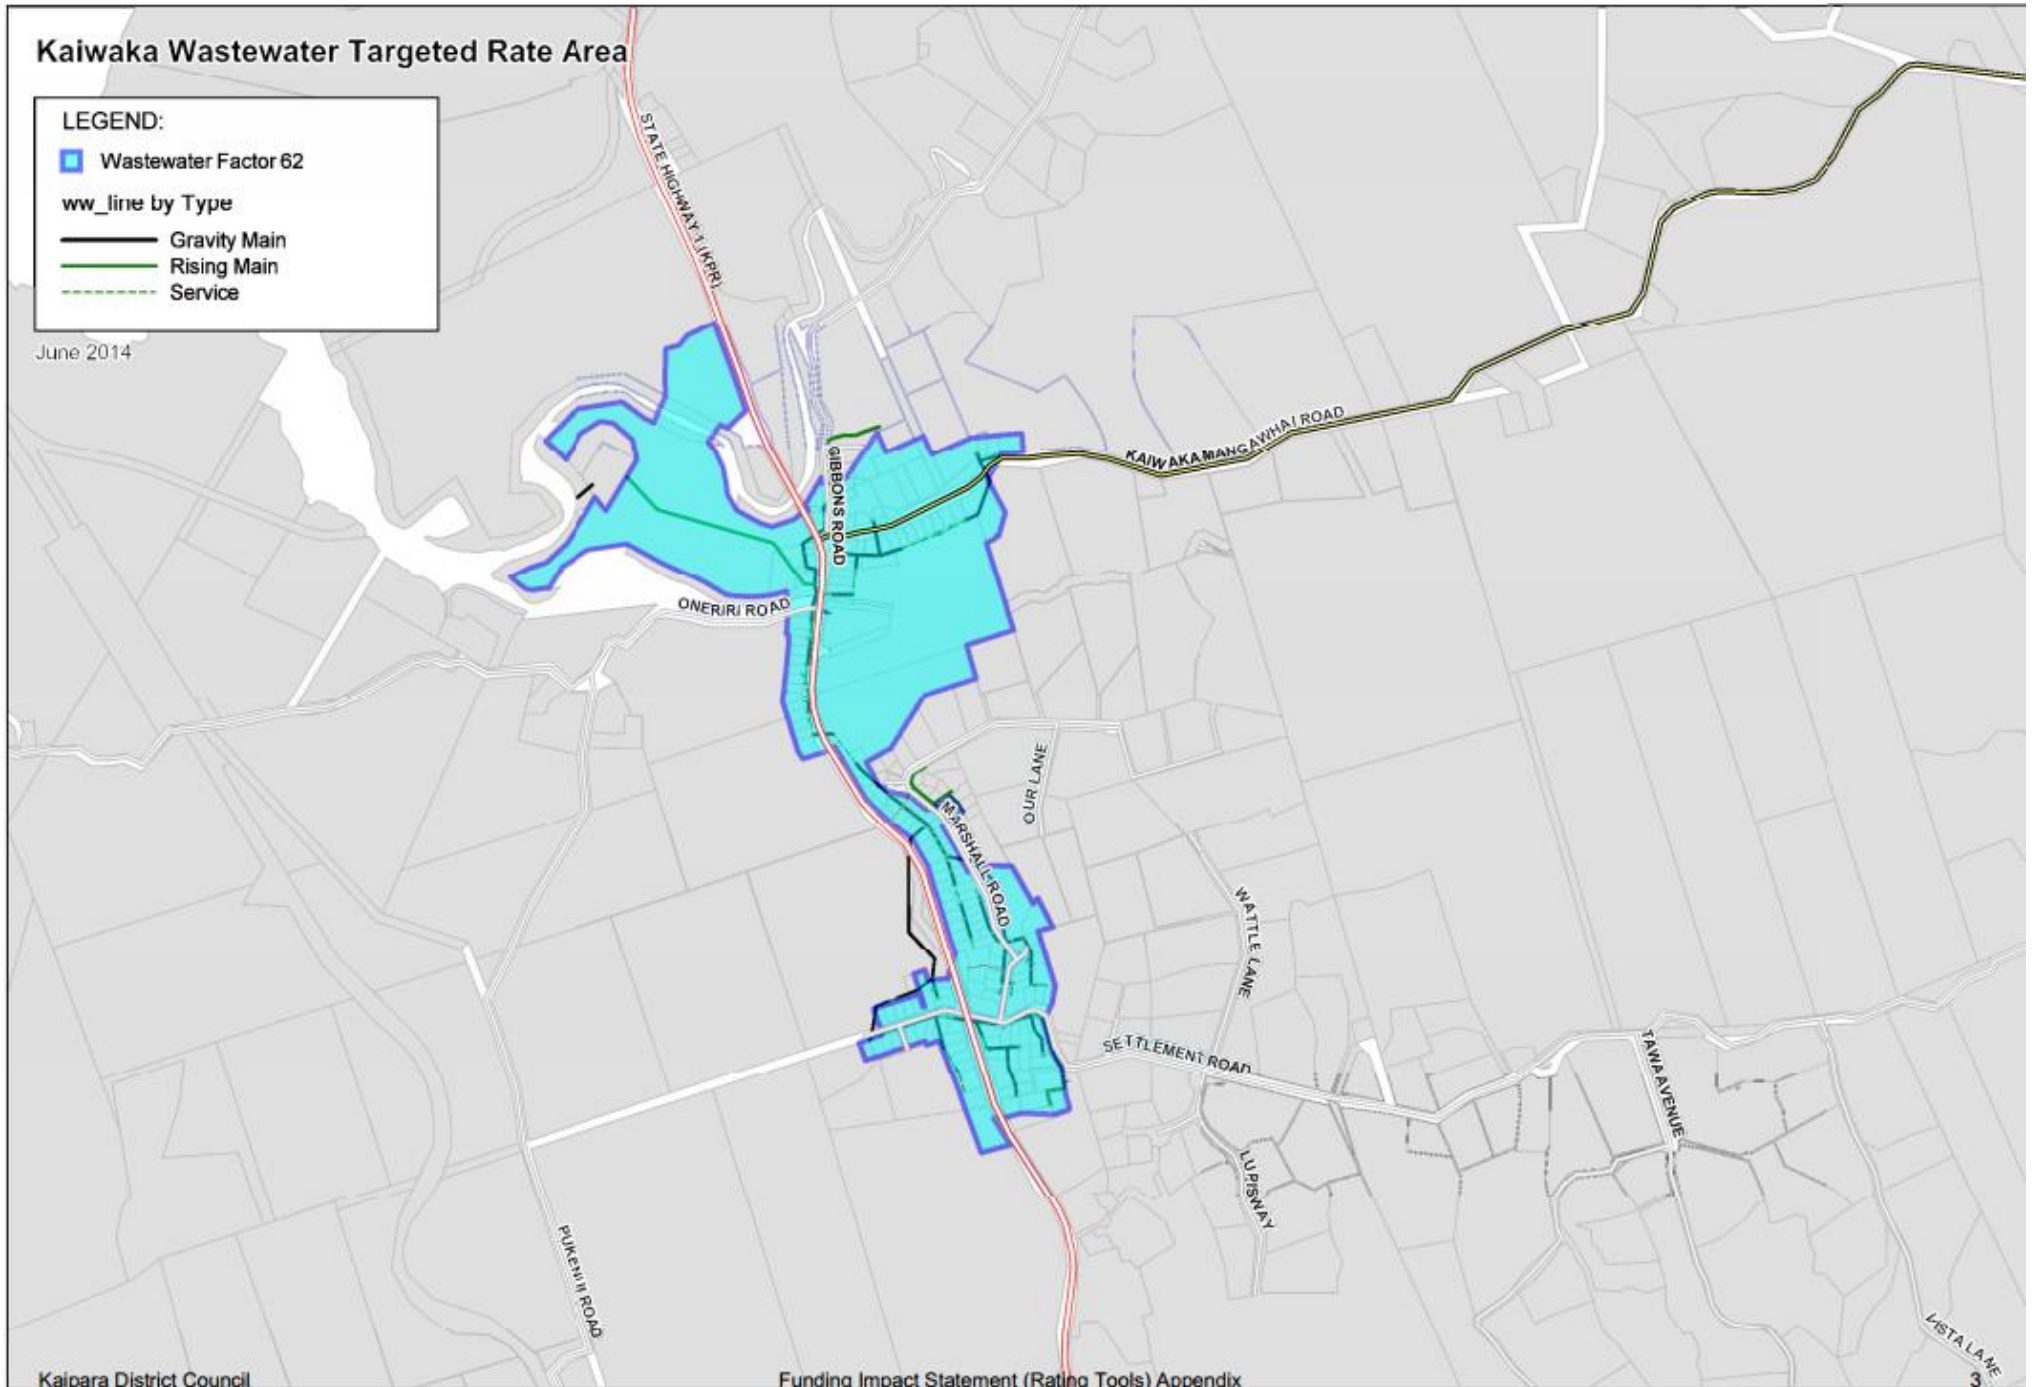 Kaiwaka Wastewater Targeted Rate Area
LEGEND:
Wastewater Factor 62
ww_line by Type
Gravity Main
Rising Main
Service
June 2014
STATE HIGHWAY 1 (KPR)
GIBBONS ROAD
KAIWAKA MANGAWHAI ROAD
ONERIRI ROAD
OUR LANE
MARSHALL ROAD
WATTLE LANE
SETTLEMENT ROAD
TAWA AVENUE
LUPISWAY
PUKENUI ROAD
VISTA LANE
Kaipara District Council
Funding Impact Statement (Rating Tools) Appendix
3